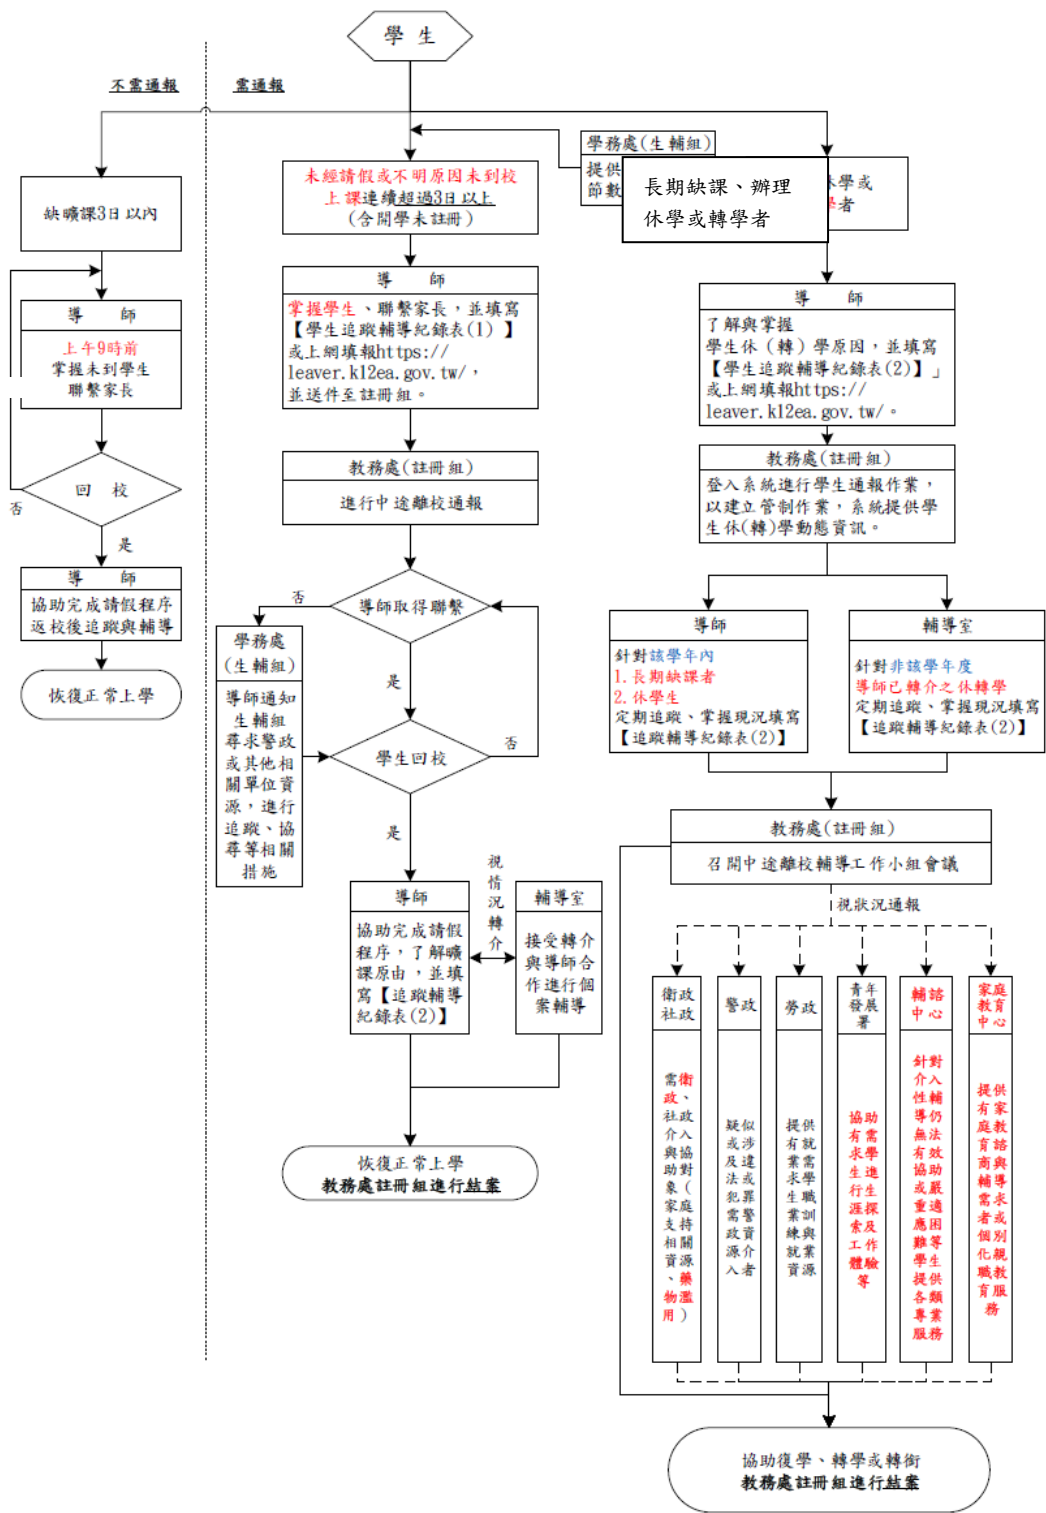 學 生
不需通報
需通報
缺曠課3日以內
導 師
上午9時前
掌握未到學生
聯繫家長
回 校
否
是
導 師
協助完成請假程序
返校後追蹤與輔導
恢復正常上學
學務處(生輔組)
提供
節數
未經請假或不明原因未到校
上課連續超過3日以上
(含開學未註冊)
導 師
掌握學生、聯繫家長，並填寫
【學生追蹤輔導紀錄表(1) 】
或上網填報https://
leaver.k12ea.gov.tw/，
並送件至註冊組。
教務處(註冊組)
進行中途離校通報
導師取得聯繫
否
是
學務處
(生輔組)
導師通知
生輔組
尋求警政
或其他相
關單位資
源，進行
追蹤、協
尋等相關
措施
學生回校
否
是
導師
協助完成請假
程序，了解曠
課原由，並填
寫【追蹤輔導
紀錄表(2)】
視情況轉介
輔導室
接受轉介
與導師合
作進行個
案輔導
恢復正常上學
教務處註冊組進行結案
長期缺課、辦理
休學或轉學者
休學或
學者
導 師
了解與掌握
學生休（轉）學原因，並填寫
【學生追蹤輔導紀錄表(2)】」
或上網填報https://
leaver.k12ea.gov.tw/。
教務處(註冊組)
登入系統進行學生通報作業，
以建立管制作業，系統提供學
生休(轉)學動態資訊。
導師
針對該學年內
1.長期缺課者
2.休學生
定期追蹤、掌握現況填寫
【追蹤輔導紀錄表(2)】
輔導室
針對非該學年度
導師已轉介之休轉學
定期追蹤、掌握現況填寫
【追蹤輔導紀錄表(2)】
教務處(註冊組)
召開中途離校輔導工作小組會議
視狀況通報
衛政
社政
需衛
政、
社政
介入
與協
助對
象（
家庭
支持
相關
資源
、藥
物濫
用）
警政
疑似
或涉
及違
法或
犯罪
需警
政資
源介
入者
勞政
提供
有就
業需
求學
生職
業訓
練與
就業
資源
青年
發展
署
協助
有需
求學
生進
行生
涯探
索及
工作
體驗
等
輔諮
中心
針對
介入
性輔
導仍
無法
有效
協助
或嚴
重適
應困
難等
學生
提供
各類
專業
服務
家庭
教育
中心
提供
有家
庭教
育諮
商與
輔導
需求
者或
個別
化親
職教
育服
務
協助復學、轉學或轉銜
教務處註冊組進行結案